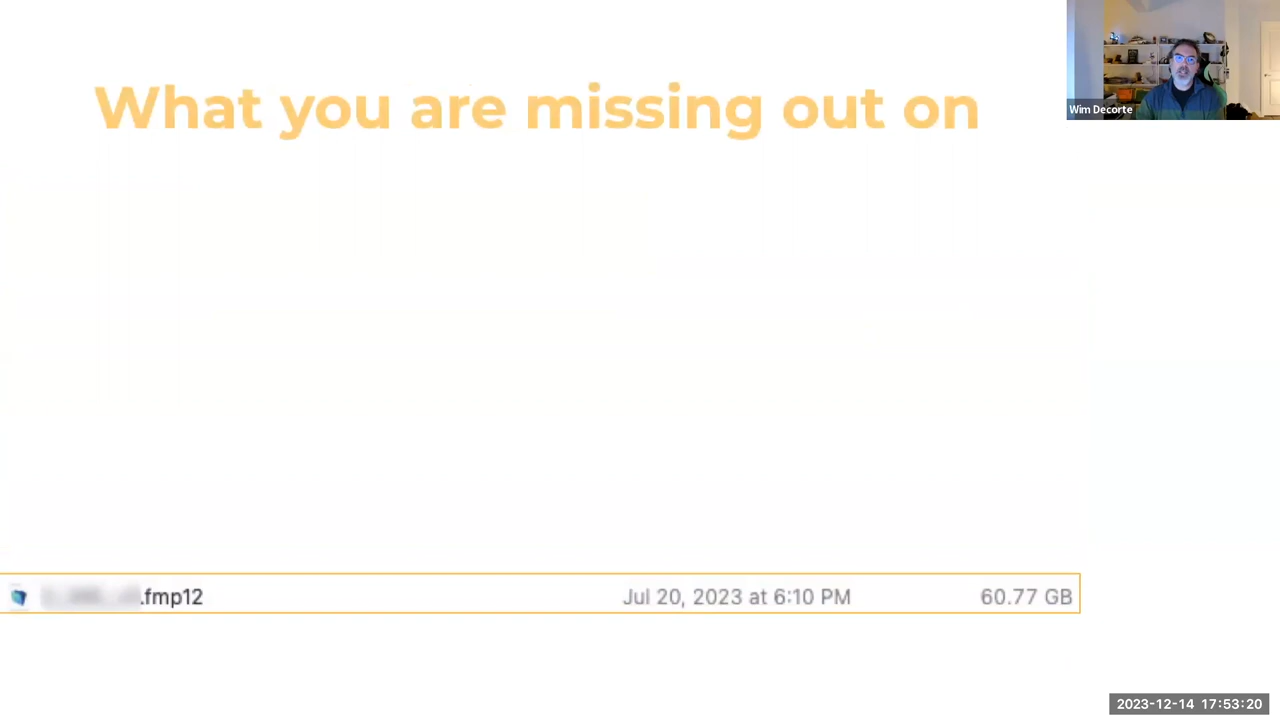 What you are missing out on
Wim Decorte
.fmp12 Jul 20, 2023 at 6:10 PM 60.77 GB
2023-12-14 17:53:20